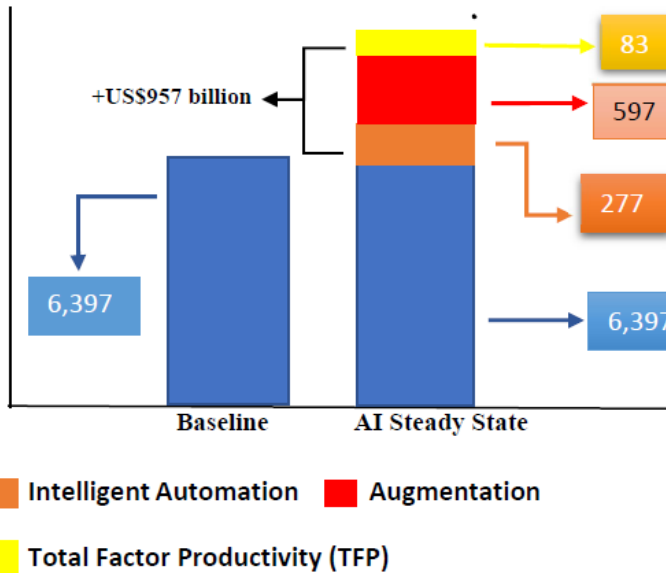 83
+US$957 billion
597
277
6,397
6,397
Baseline
AI Steady State
Intelligent Automation
Augmentation
Total Factor Productivity (TFP)